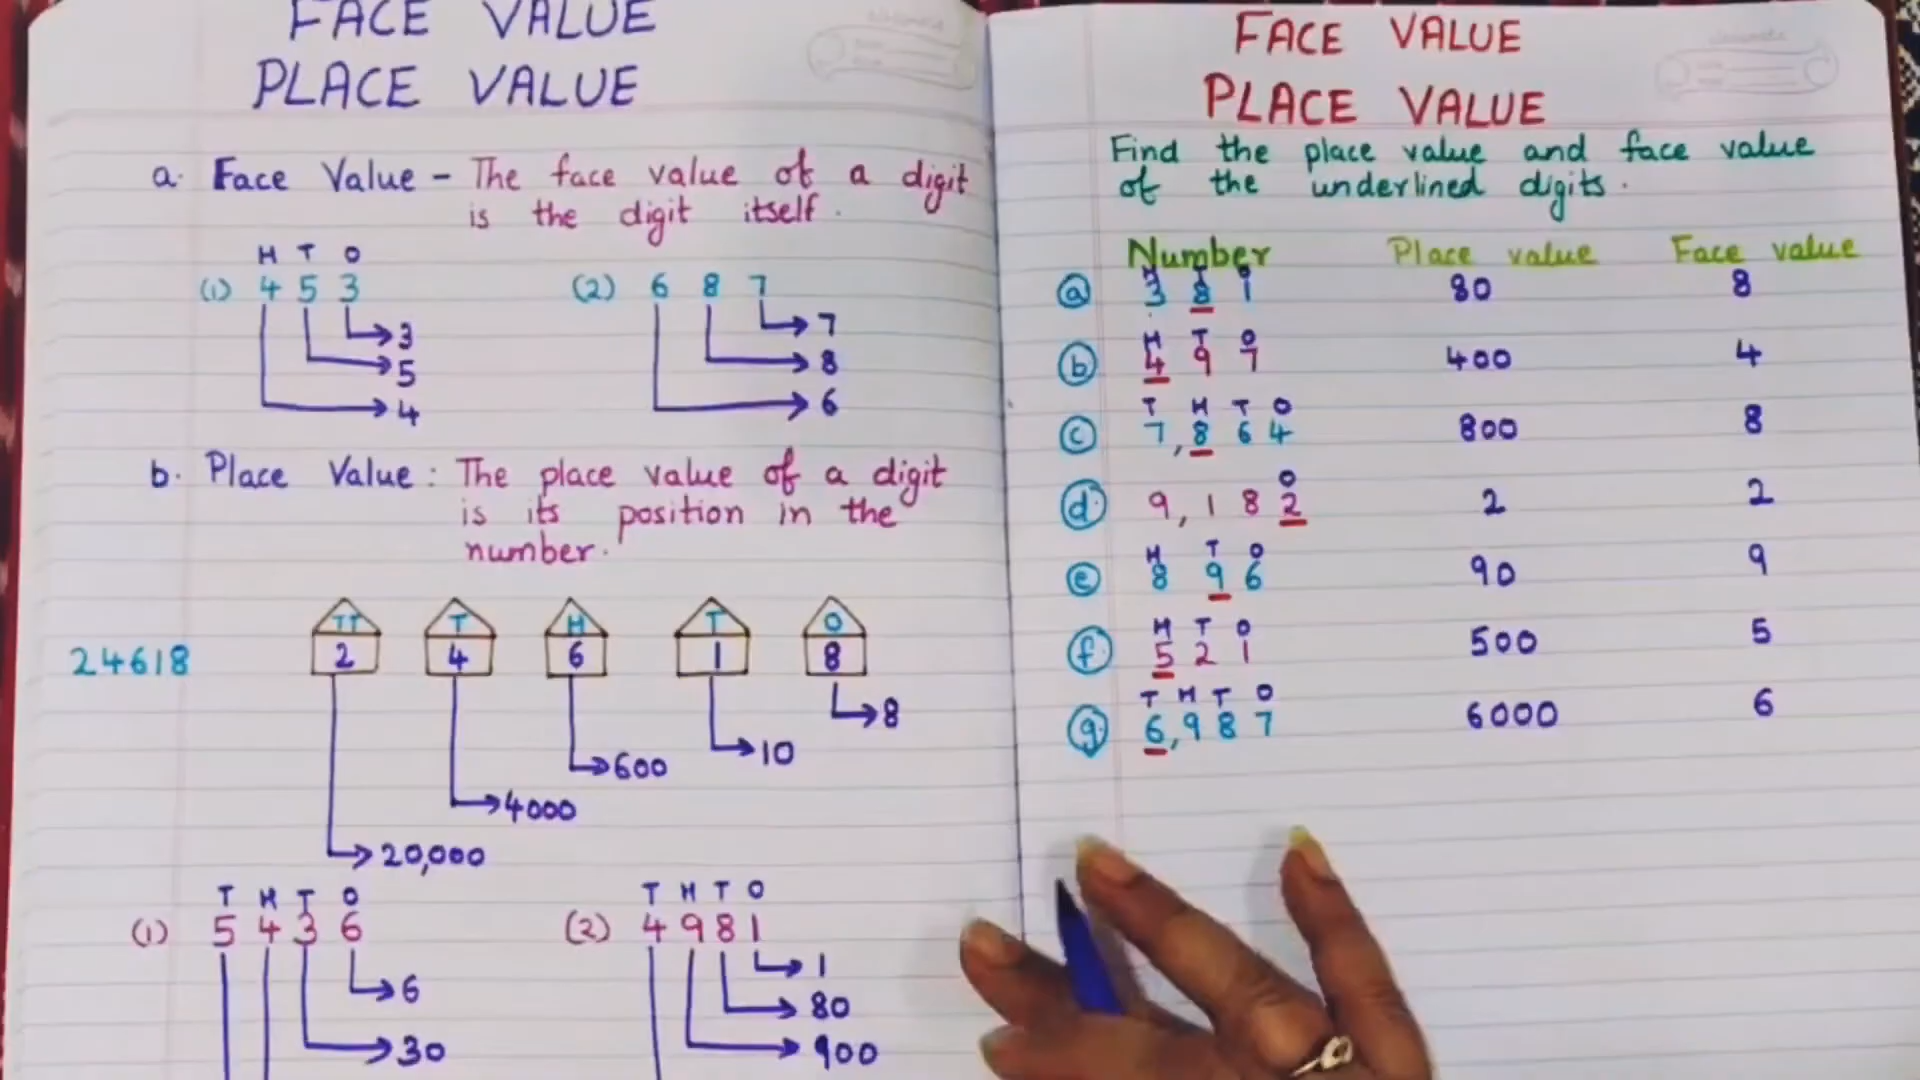 FACE VALUE
PLACE VALUE
a. Face Value - The face value of a digit
is the digit itself.
H T O
(1) 4 5 3
3
5
4
(2) 6 8 7
7
8
6
b. Place Value : The place value of a digit
is its position in the
number.
TT T H T O
24618 2 4 6 1 8
8
10
600
4000
20,000
T H T O
(1) 5 4 3 6
6
30
T H T O
(2) 4 9 8 1
1
80
900
FACE VALUE
PLACE VALUE
Find the place value and face value
of the underlined digits.
Number Place value Face value
H T O
a 3 8 1 80 8
H T O
b 4 9 7 400 4
T H T O
c 7,8 6 4 800 8
O
d 9,1 8 2 2 2
H T O
e 8 9 6 90 9
H T O
f 5 2 1 500 5
T H T O
g 6,9 8 7 6000 6